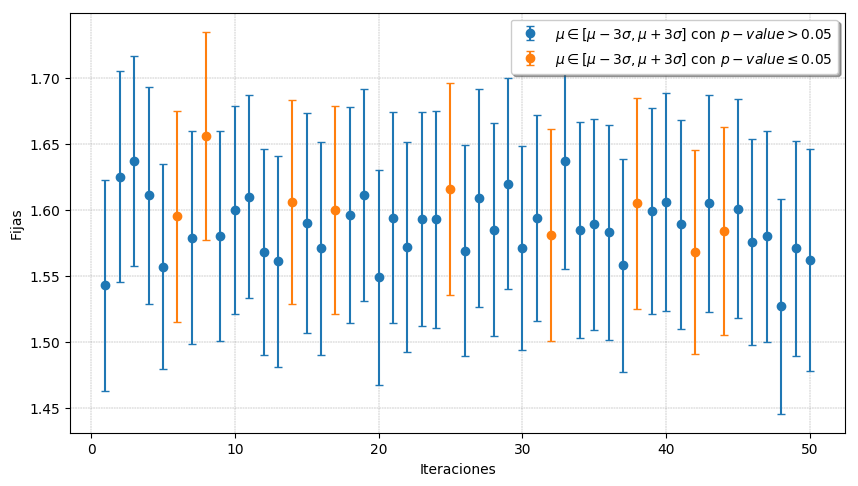 μ ∈ [μ − 3σ, μ + 3σ] con p − value > 0.05
μ ∈ [μ − 3σ, μ + 3σ] con p − value ≤ 0.05
1.70
1.65
1.60
1.55
1.50
1.45
Fijas
0 10 20 30 40 50
Iteraciones